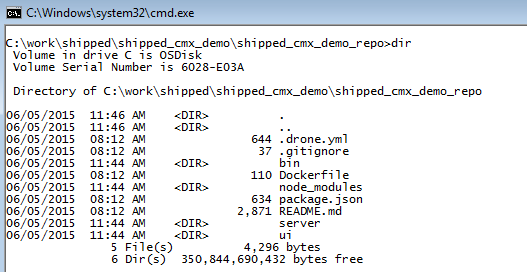 C:\Windows\system32\cmd.exe
C:\work\shipped\shipped_cmx_demo\shipped_cmx_demo_repo>dir
Volume in drive C is OSDisk
Volume Serial Number is 6028-E03A
Directory of C:\work\shipped\shipped_cmx_demo\shipped_cmx_demo_repo
06/05/2015  11:46 AM    <DIR>          .
06/05/2015  11:46 AM    <DIR>          ..
06/05/2015  08:12 AM               644 .drone.yml
06/05/2015  08:12 AM                37 .gitignore
06/05/2015  11:44 AM    <DIR>          bin
06/05/2015  08:12 AM               110 Dockerfile
06/05/2015  11:44 AM    <DIR>          node_modules
06/05/2015  08:12 AM               634 package.json
06/05/2015  08:12 AM             2,871 README.md
06/05/2015  11:44 AM    <DIR>          server
06/05/2015  11:44 AM    <DIR>          ui
5 File(s)          4,296 bytes
6 Dir(s)  350,844,690,432 bytes free